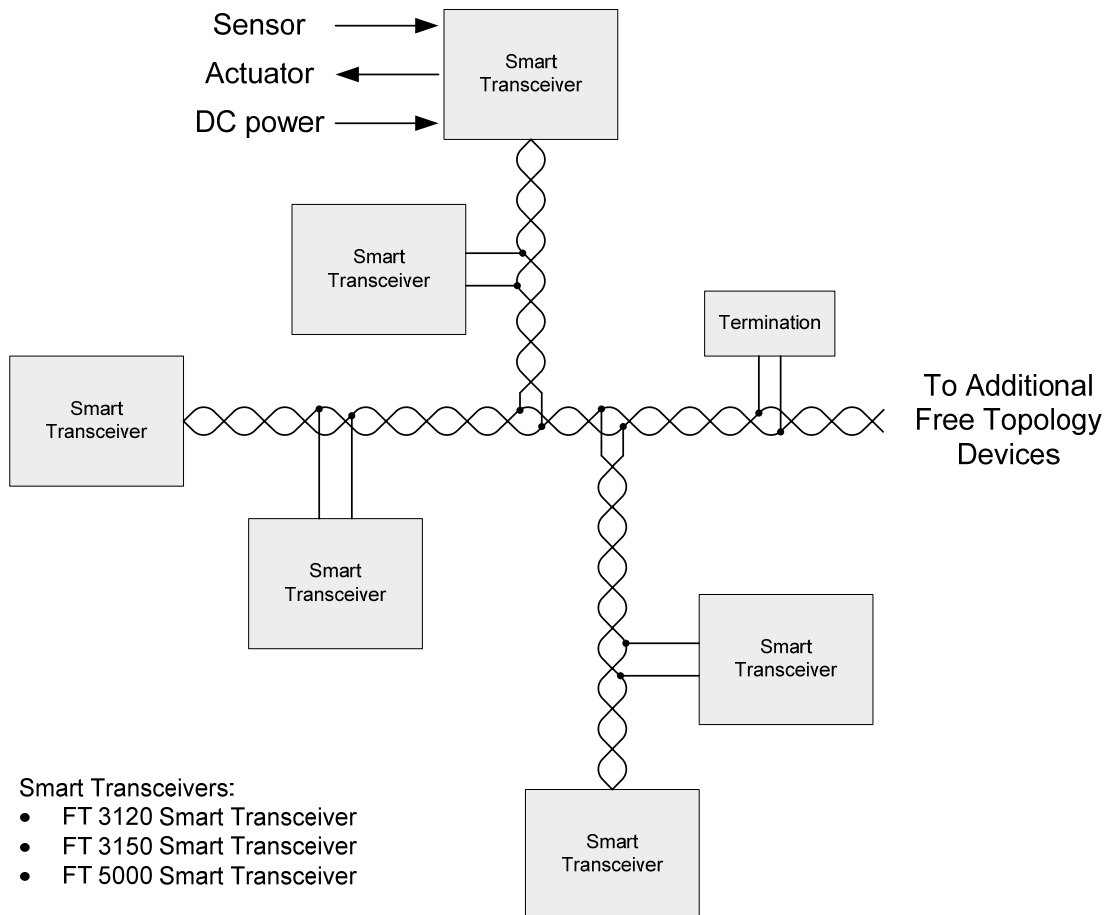 Sensor
Actuator
DC power
Smart
Transceiver
Smart
Transceiver
Termination
Smart
Transceiver
To Additional
Free Topology
Devices
Smart
Transceiver
Smart
Transceiver
Smart
Transceiver
Smart Transceivers:
• FT 3120 Smart Transceiver
• FT 3150 Smart Transceiver
• FT 5000 Smart Transceiver